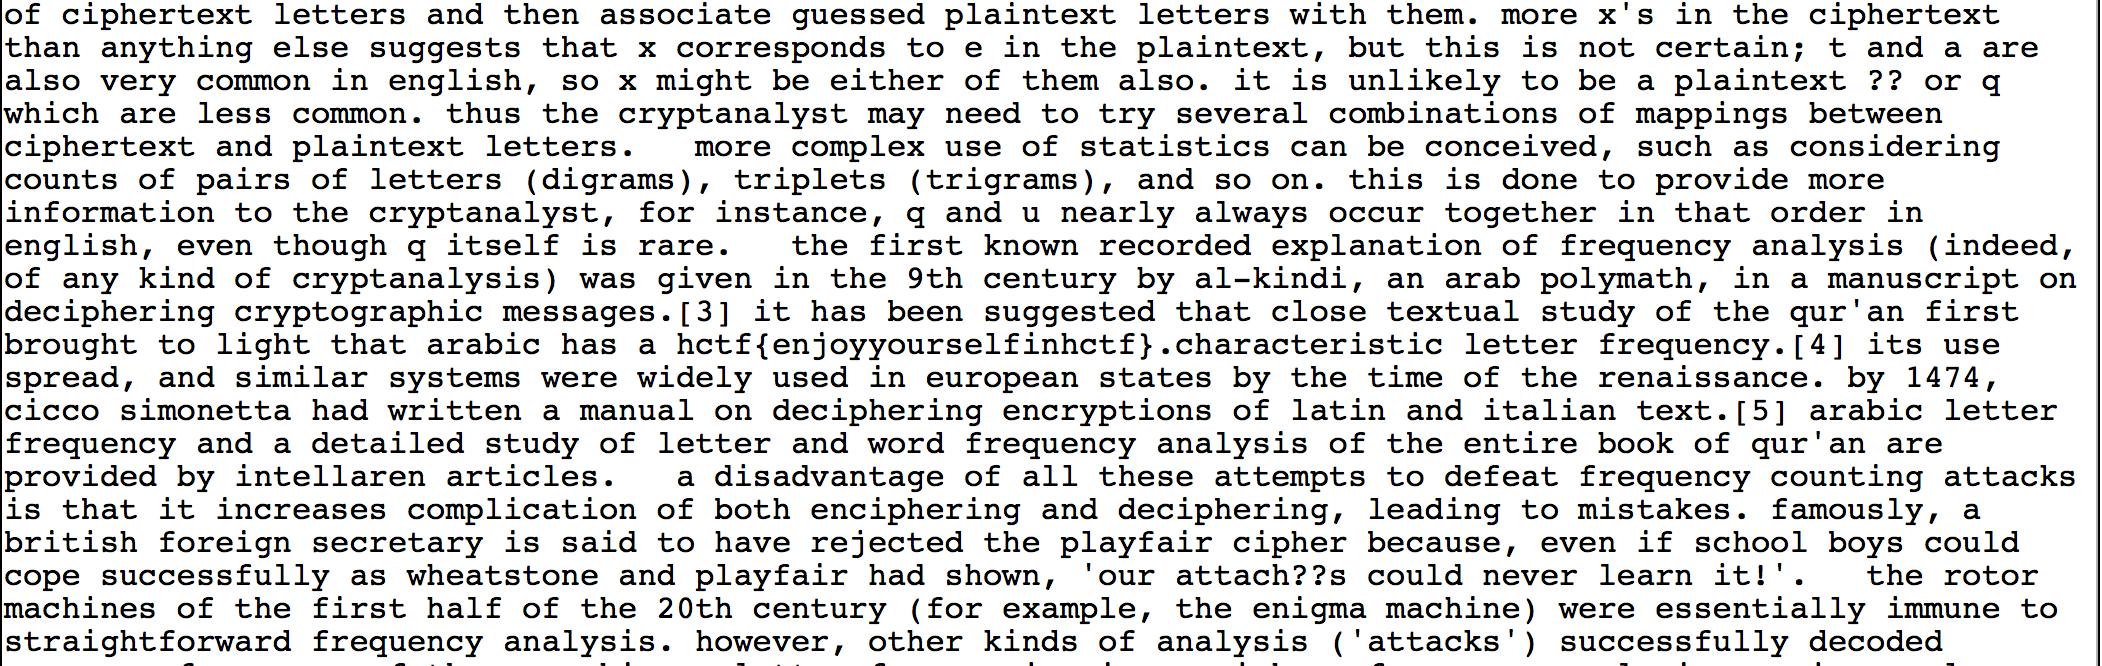 of ciphertext letters and then associate guessed plaintext letters with them. more x's in the ciphertext
than anything else suggests that x corresponds to e in the plaintext, but this is not certain; t and a are
also very common in english, so x might be either of them also. it is unlikely to be a plaintext ?? or q
which are less common. thus the cryptanalyst may need to try several combinations of mappings between
ciphertext and plaintext letters.   more complex use of statistics can be conceived, such as considering
counts of pairs of letters (digrams), triplets (trigrams), and so on. this is done to provide more
information to the cryptanalyst, for instance, q and u nearly always occur together in that order in
english, even though q itself is rare.   the first known recorded explanation of frequency analysis (indeed,
of any kind of cryptanalysis) was given in the 9th century by al-kindi, an arab polymath, in a manuscript on
deciphering cryptographic messages.[3] it has been suggested that close textual study of the qur'an first
brought to light that arabic has a hctf{enjoyyourselfinhctf}.characteristic letter frequency.[4] its use
spread, and similar systems were widely used in european states by the time of the renaissance. by 1474,
cicco simonetta had written a manual on deciphering encryptions of latin and italian text.[5] arabic letter
frequency and a detailed study of letter and word frequency analysis of the entire book of qur'an are
provided by intellaren articles.   a disadvantage of all these attempts to defeat frequency counting attacks
is that it increases complication of both enciphering and deciphering, leading to mistakes. famously, a
british foreign secretary is said to have rejected the playfair cipher because, even if school boys could
cope successfully as wheatstone and playfair had shown, 'our attach??s could never learn it!'.   the rotor
machines of the first half of the 20th century (for example, the enigma machine) were essentially immune to
straightforward frequency analysis. however, other kinds of analysis ('attacks') successfully decoded